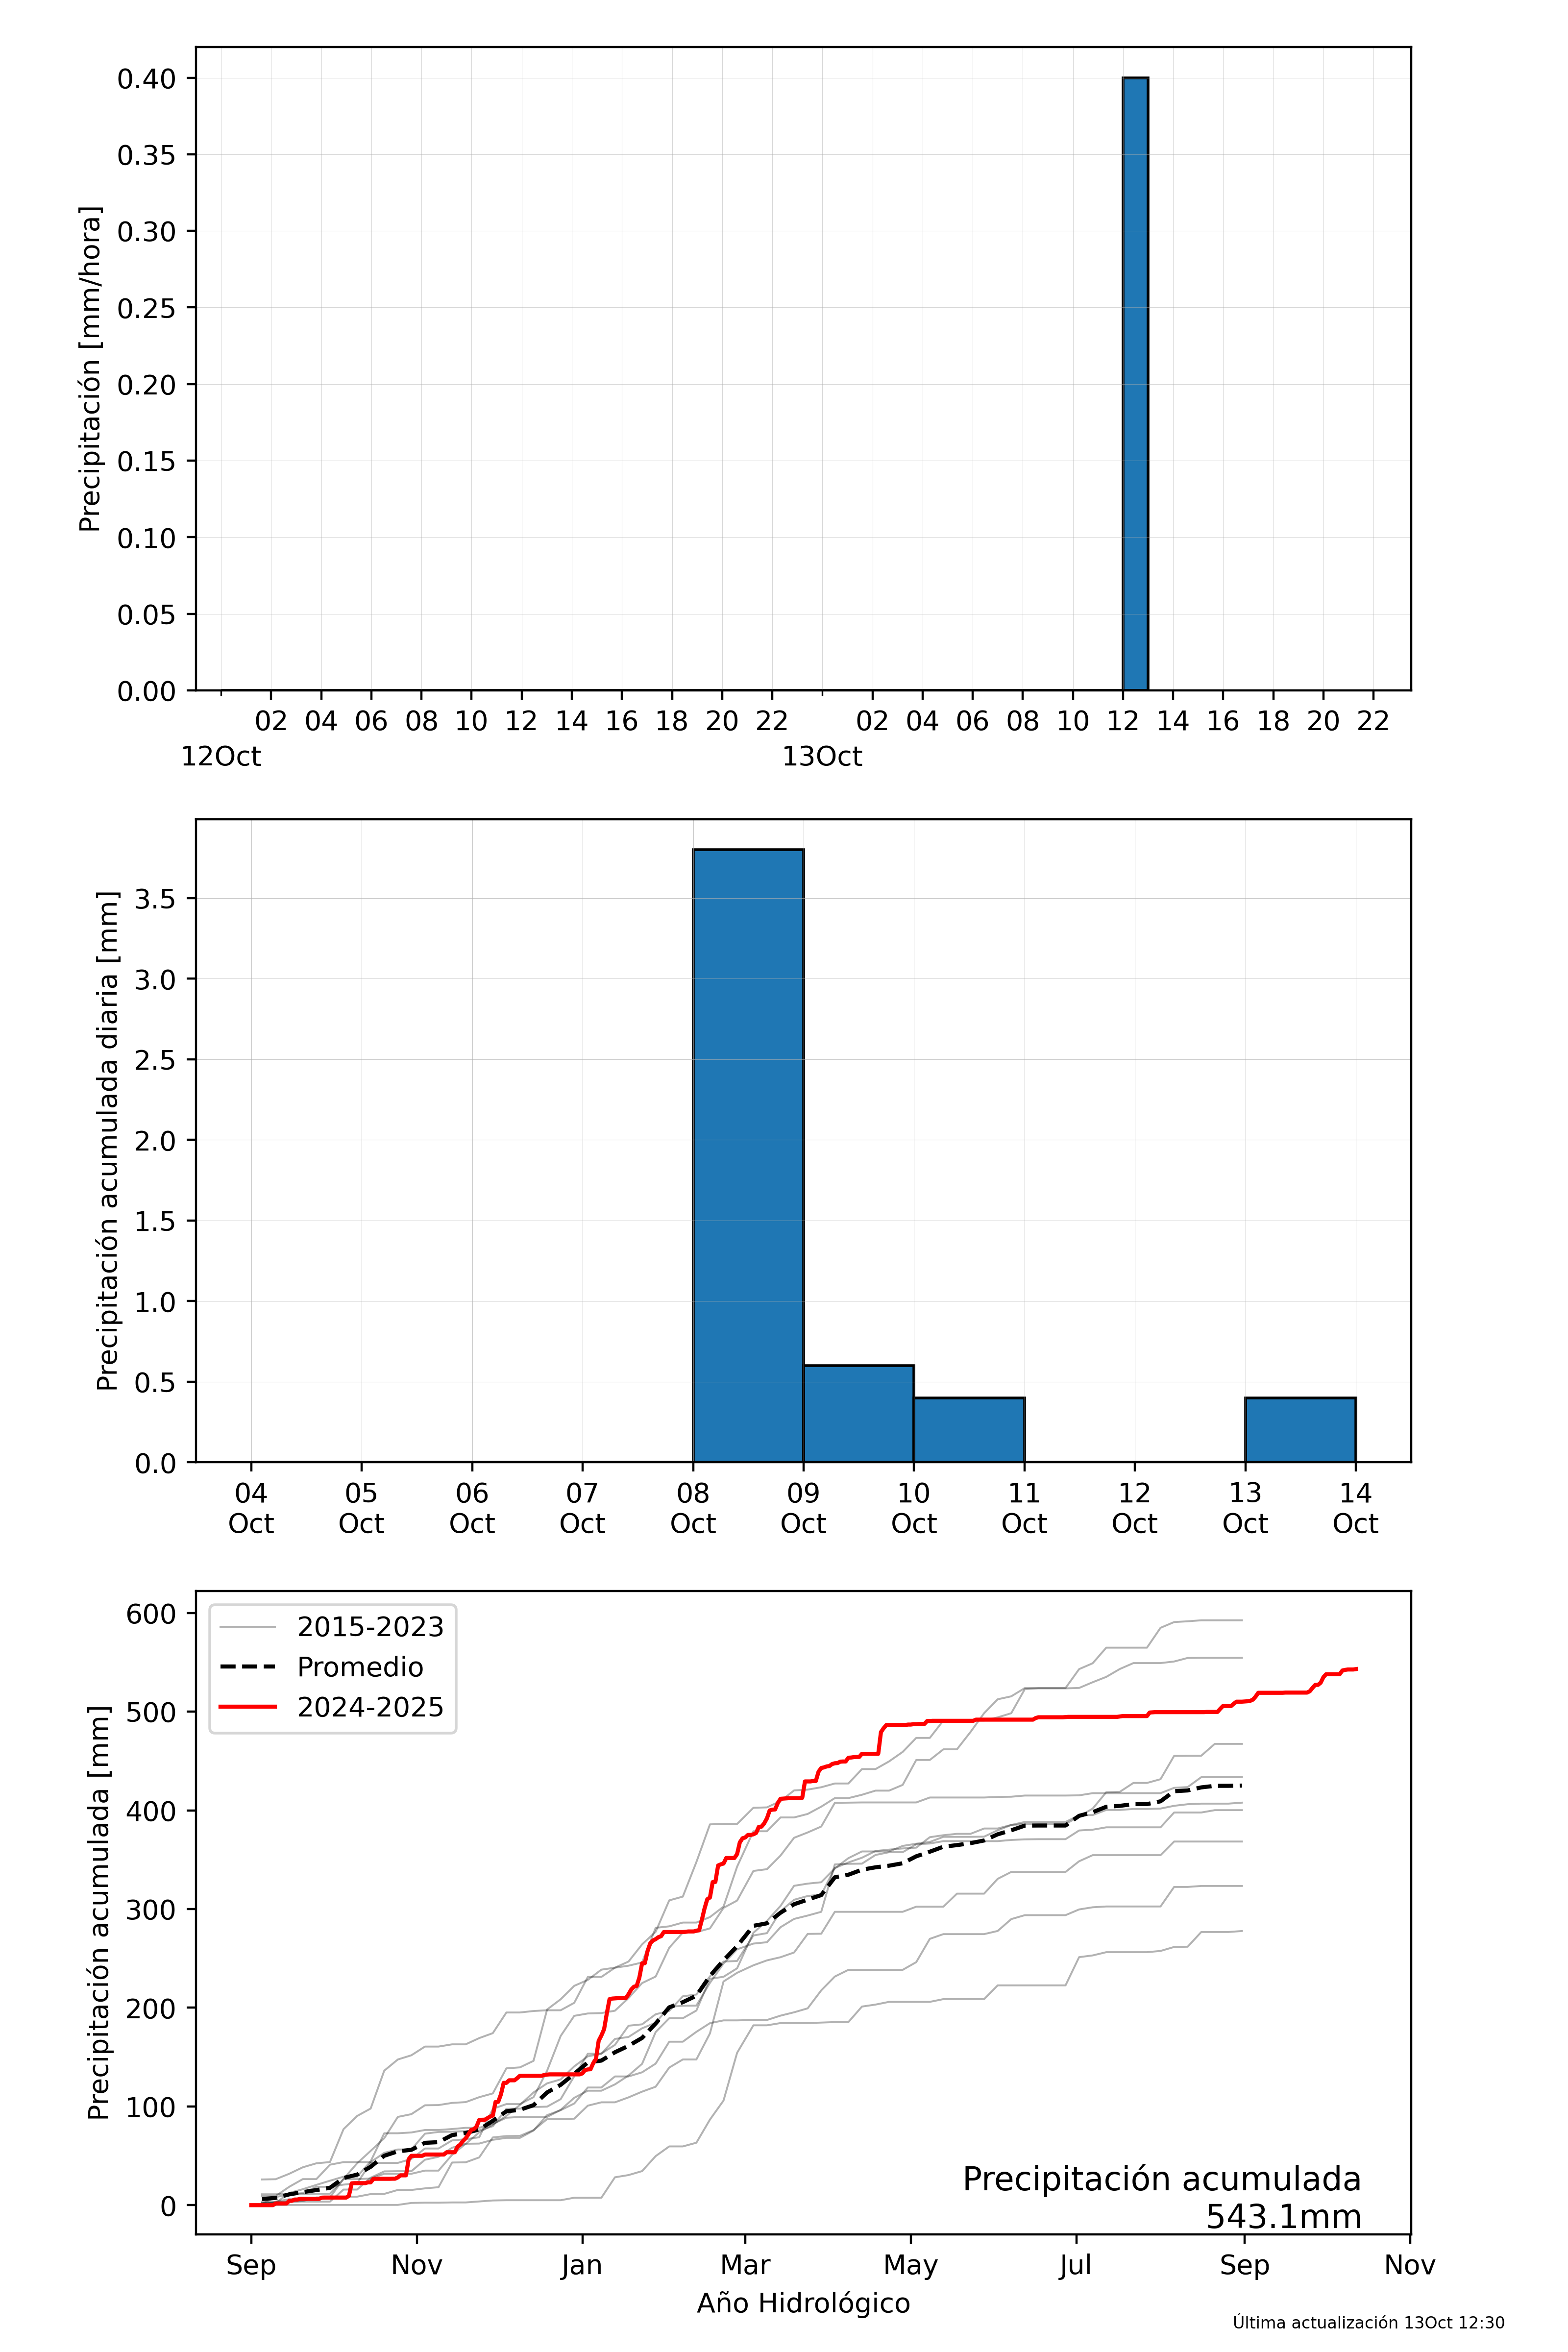 0.40
0.35
0.30
0.25
0.20
0.15
0.10
0.05
0.00
Precipitación [mm/hora]
02 04 06 08 10 12 14 16 18 20 22 02 04 06 08 10 12 14 16 18 20 22
12Oct 13Oct
3.5
3.0
2.5
2.0
1.5
1.0
0.5
0.0
Precipitación acumulada diaria [mm]
04 05 06 07 08 09 10 11 12 13 14
Oct Oct Oct Oct Oct Oct Oct Oct Oct Oct Oct
600
500
400
300
200
100
0
Precipitación acumulada [mm]
2015-2023
Promedio
2024-2025
Precipitación acumulada
543.1mm
Sep Nov Jan Mar May Jul Sep Nov
Año Hidrológico
Última actualización 13Oct 12:30